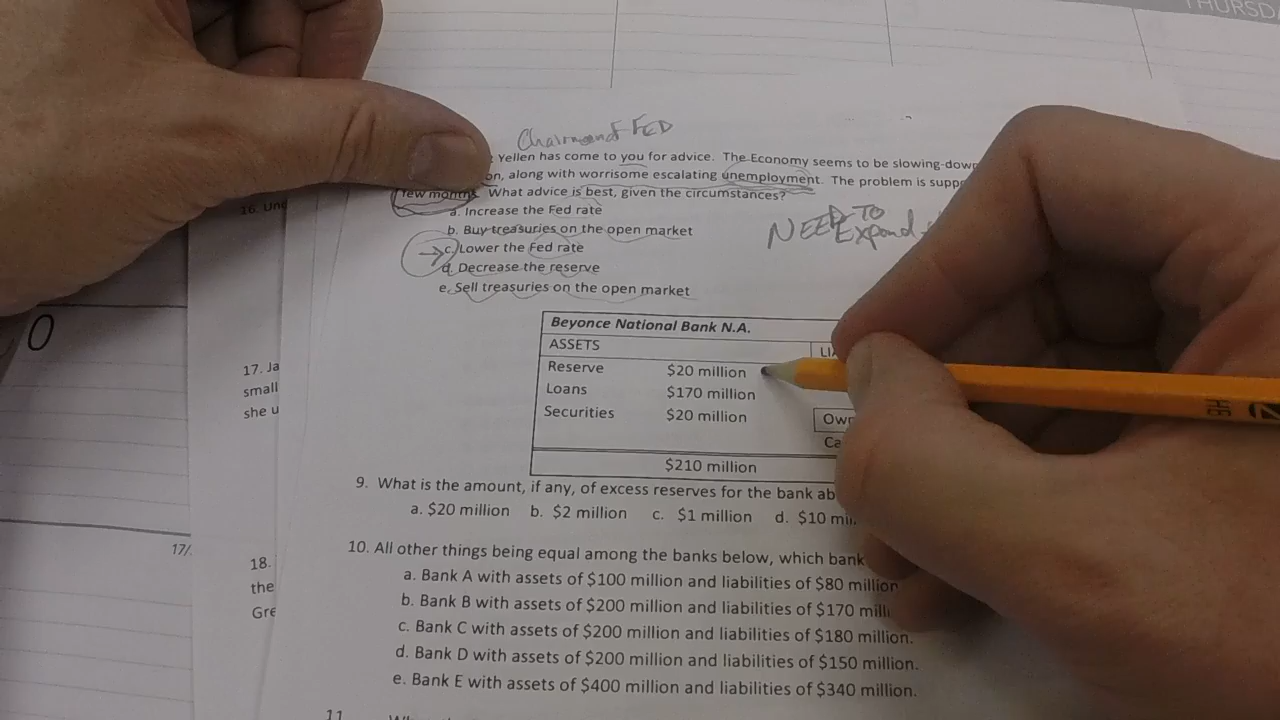 THURSD
Chairman of FED
Yellen has come to you for advice. The Economy seems to be slowing-down
on, along with worrisome escalating unemployment. The problem is supp
few months. What advice is best, given the circumstances?
a. Increase the Fed rate
NEED TO
b. Buy treasuries on the open market
Expand
c. Lower the Fed rate
d. Decrease the reserve
e. Sell treasuries on the open market
16. Und
0
Beyonce National Bank N.A.
ASSETS LI
Reserve $20 million
Loans $170 million
Securities $20 million Own
Ca
$210 million
17. Ja
small
she u
9. What is the amount, if any, of excess reserves for the bank ab
a. $20 million b. $2 million c. $1 million d. $10 mil
17/
18.
the
Gre
10. All other things being equal among the banks below, which bank
a. Bank A with assets of $100 million and liabilities of $80 million
b. Bank B with assets of $200 million and liabilities of $170 milli
c. Bank C with assets of $200 million and liabilities of $180 million.
d. Bank D with assets of $200 million and liabilities of $150 million.
e. Bank E with assets of $400 million and liabilities of $340 million.
11
HB 2